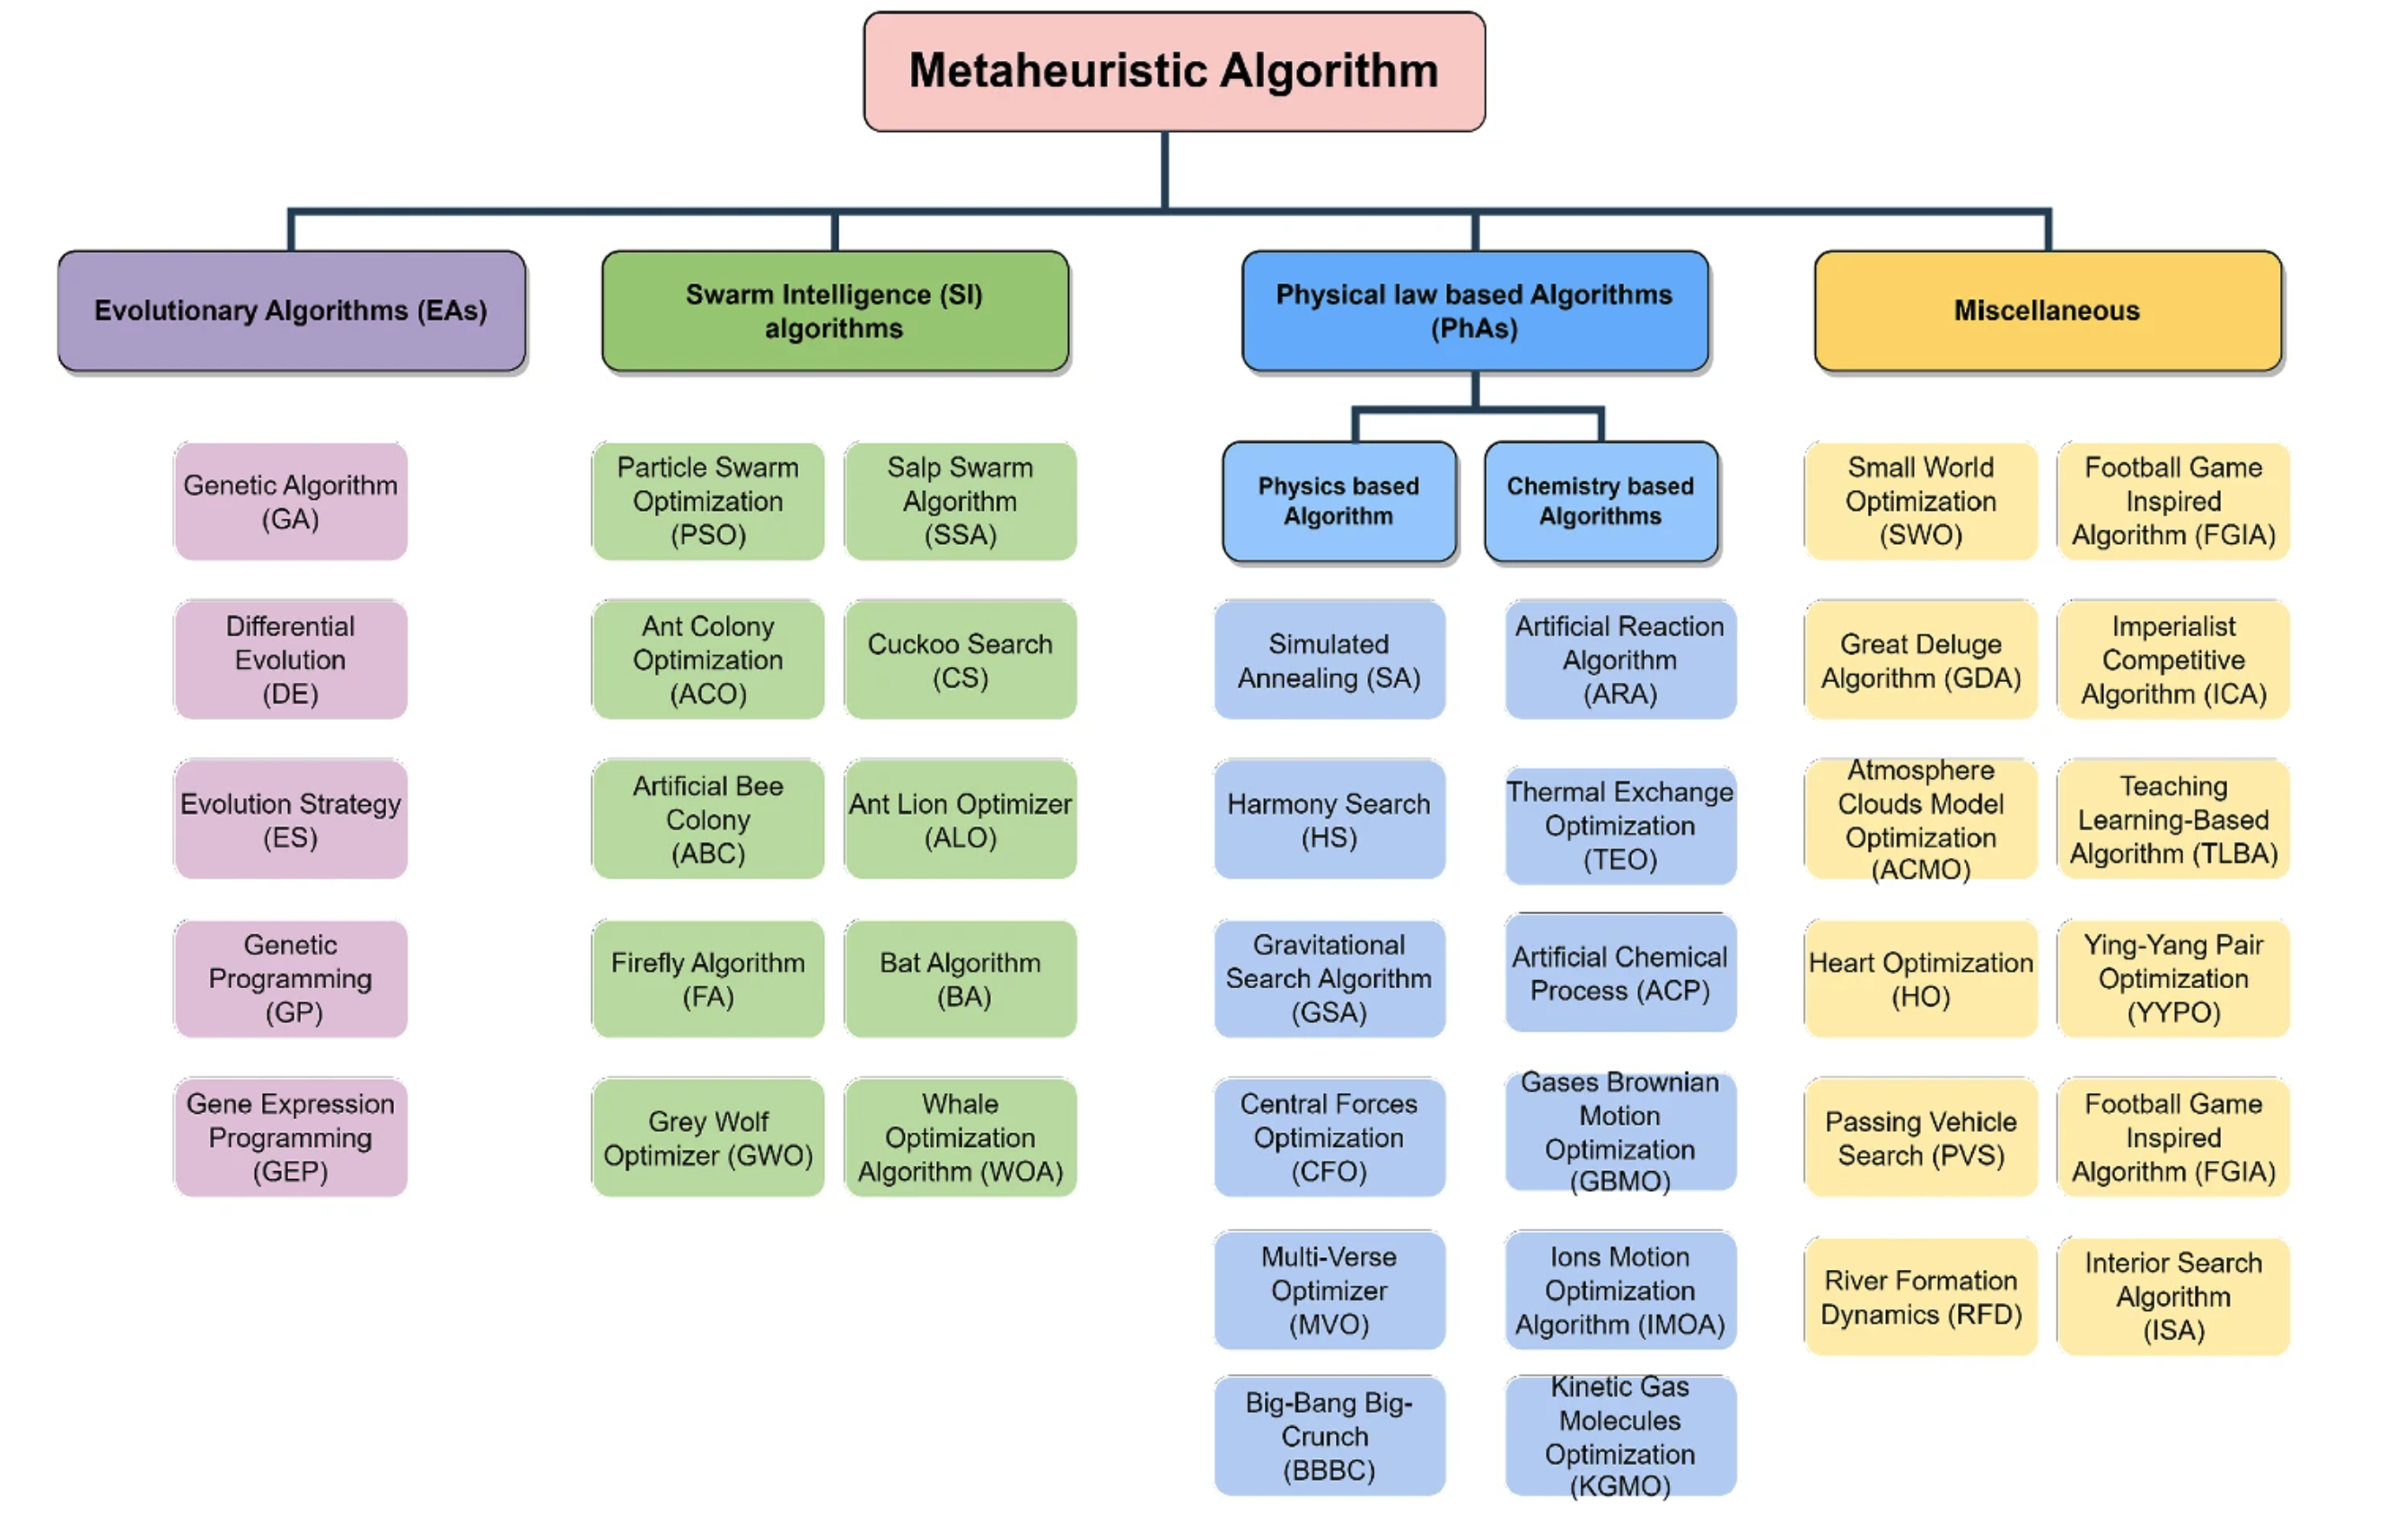 Metaheuristic Algorithm
Evolutionary Algorithms (EAs)
Swarm Intelligence (SI)
algorithms
Physical law based Algorithms
(PhAs)
Miscellaneous
Genetic Algorithm
(GA)
Differential
Evolution
(DE)
Evolution Strategy
(ES)
Genetic
Programming
(GP)
Gene Expression
Programming
(GEP)
Particle Swarm
Optimization
(PSO)
Salp Swarm
Algorithm
(SSA)
Ant Colony
Optimization
(ACO)
Cuckoo Search
(CS)
Artificial Bee
Colony
(ABC)
Ant Lion Optimizer
(ALO)
Firefly Algorithm
(FA)
Bat Algorithm
(BA)
Grey Wolf
Optimizer (GWO)
Whale
Optimization
Algorithm (WOA)
Physics based
Algorithm
Chemistry based
Algorithms
Simulated
Annealing (SA)
Artificial Reaction
Algorithm
(ARA)
Harmony Search
(HS)
Thermal Exchange
Optimization
(TEO)
Gravitational
Search Algorithm
(GSA)
Artificial Chemical
Process (ACP)
Central Forces
Optimization
(CFO)
Gases Brownian
Motion
Optimization
(GBMO)
Multi-Verse
Optimizer
(MVO)
Ions Motion
Optimization
Algorithm (IMOA)
Big-Bang Big-
Crunch
(BBBC)
Kinetic Gas
Molecules
Optimization
(KGMO)
Small World
Optimization
(SWO)
Football Game
Inspired
Algorithm (FGIA)
Great Deluge
Algorithm (GDA)
Imperialist
Competitive
Algorithm (ICA)
Atmosphere
Clouds Model
Optimization
(ACMO)
Teaching
Learning-Based
Algorithm (TLBA)
Heart Optimization
(HO)
Ying-Yang Pair
Optimization
(YYPO)
Passing Vehicle
Search (PVS)
Football Game
Inspired
Algorithm (FGIA)
River Formation
Dynamics (RFD)
Interior Search
Algorithm
(ISA)